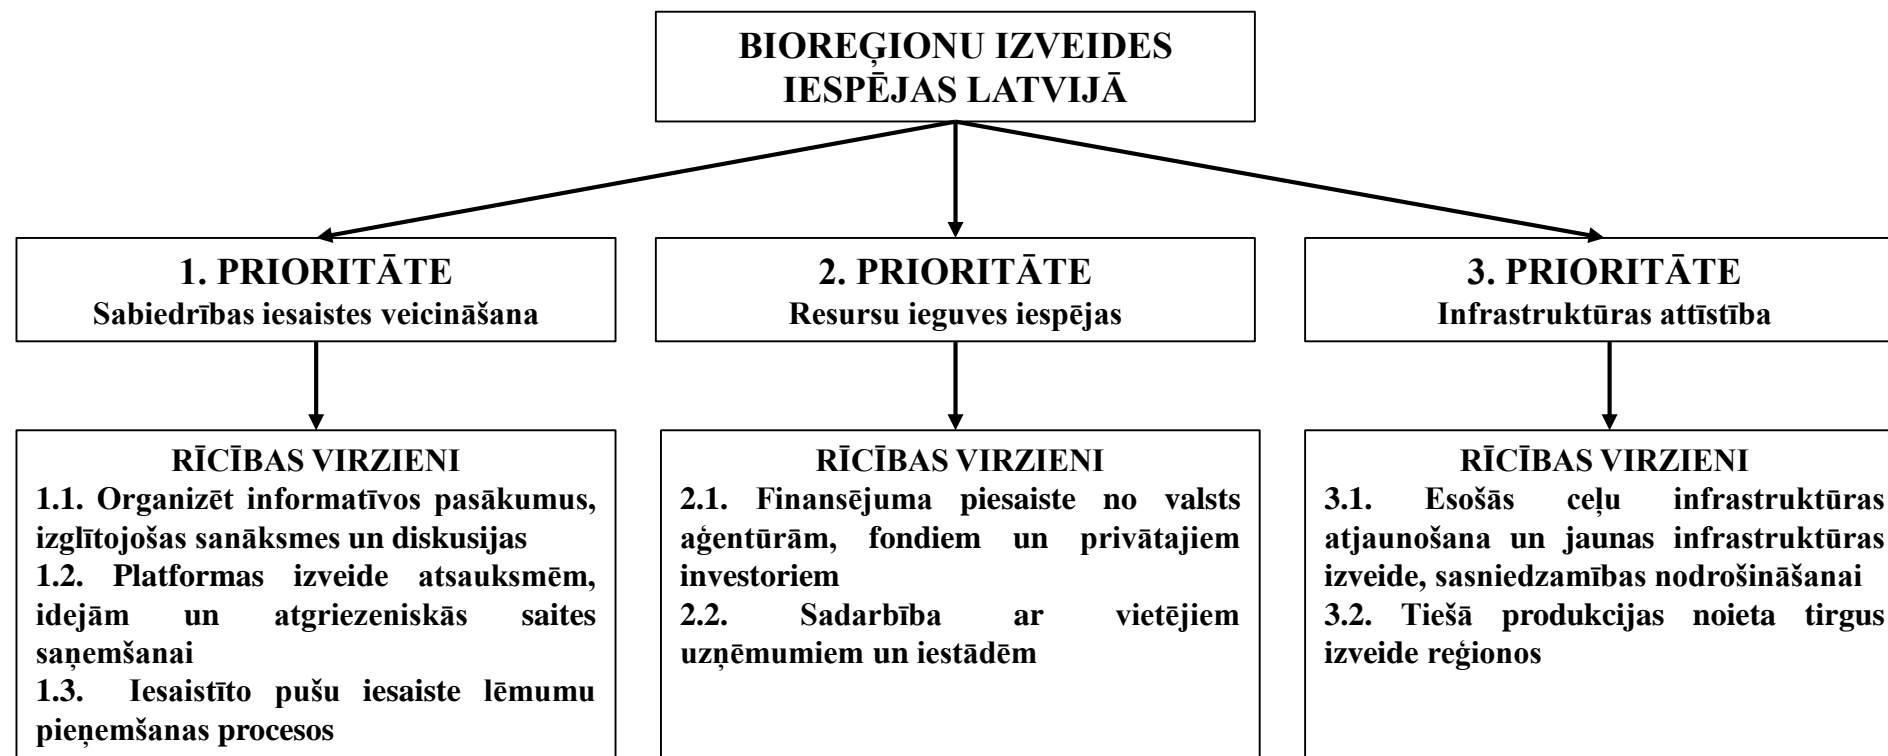 BIOREĢIONU IZVEIDES
IESPĒJAS LATVIJĀ
1. PRIORITĀTE
Sabiedrības iesaistes veicināšana
2. PRIORITĀTE
Resursu ieguves iespējas
3. PRIORITĀTE
Infrastruktūras attīstība
RĪCĪBAS VIRZIENI
1.1. Organizēt informatīvos pasākumus,
izglītojošas sanāksmes un diskusijas
1.2. Platformas izveide atsauksmēm,
idejām un atgriezeniskās saites
saņemšanai
1.3. Iesaistīto pušu iesaiste lēmumu
pieņemšanas procesos
RĪCĪBAS VIRZIENI
2.1. Finansējuma piesaiste no valsts
aģentūrām, fondiem un privātajiem
investoriem
2.2. Sadarbība ar vietējiem
uzņēmumiem un iestādēm
RĪCĪBAS VIRZIENI
3.1. Esošās ceļu infrastruktūras
atjaunošana un jaunas infrastruktūras
izveide, sasniedzamības nodrošināšanai
3.2. Tiešā produkcijas noieta tirgus
izveide reģionos